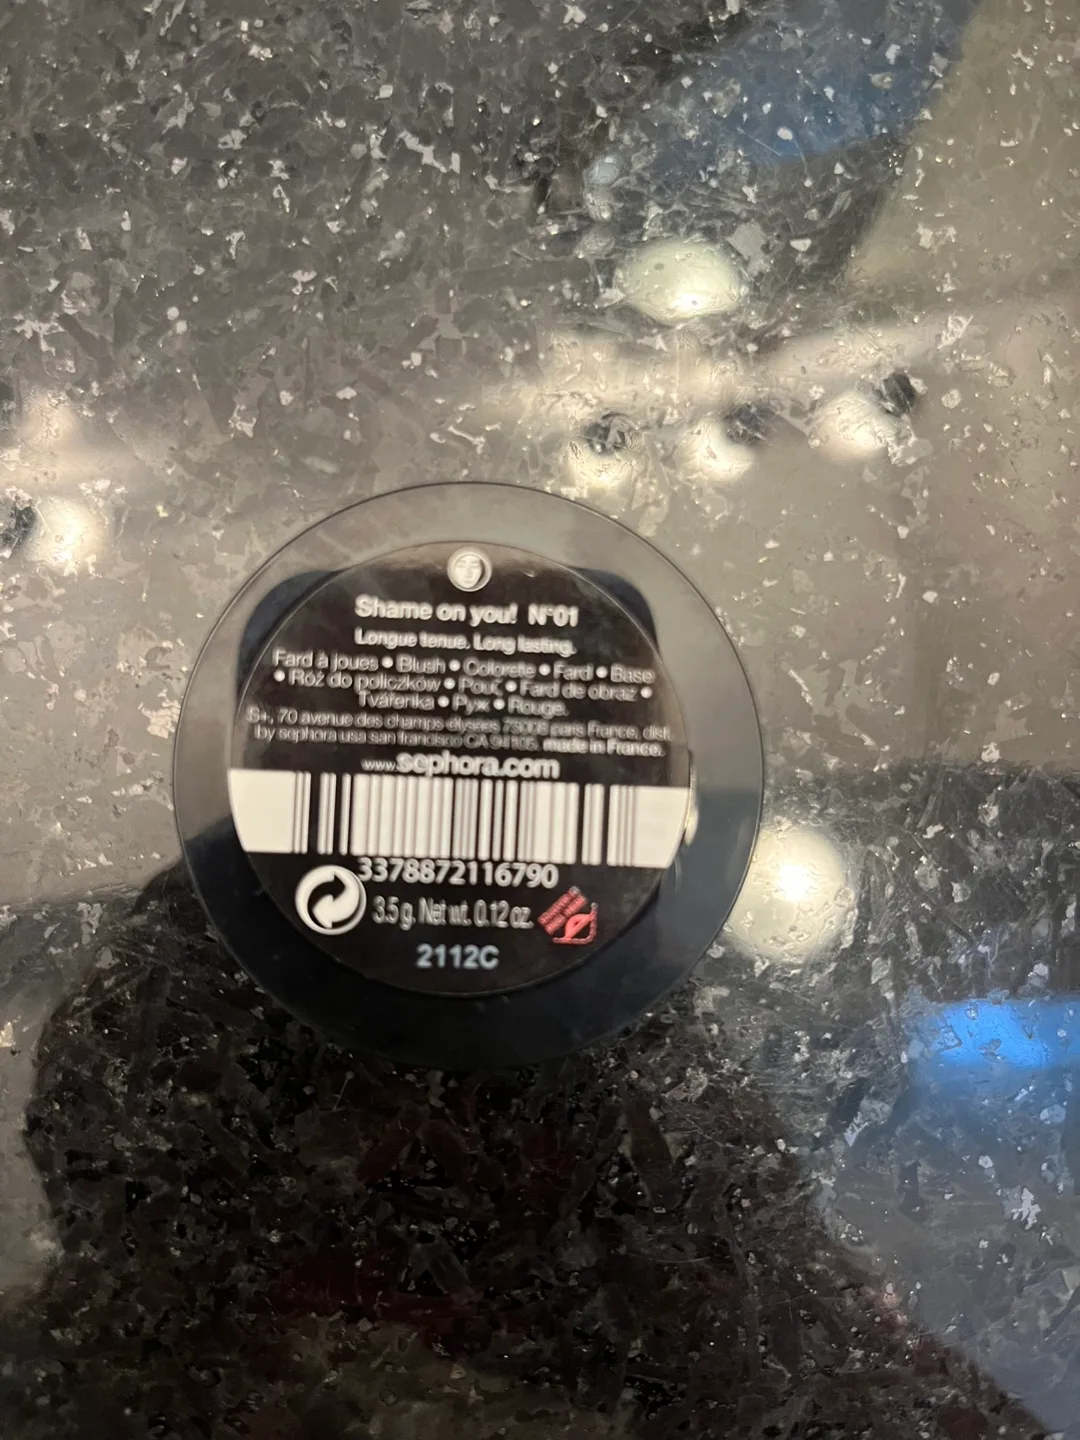 Shame on you! N°01
Longue tenue. Long lasting.
Fard à joues • Blush • Colorete • Fard • Base
• Róż do policzków • Pouζ • Fard de obraz •
Tvářenka • Руж • Rouge.
S+, 70 avenue des champs elysees 75008 paris France, dist.
by sephora usa san francisco CA 94105. made in France.
www.sephora.com
3378872116790
3.5 g. Net wt. 0.12 oz.
2112C